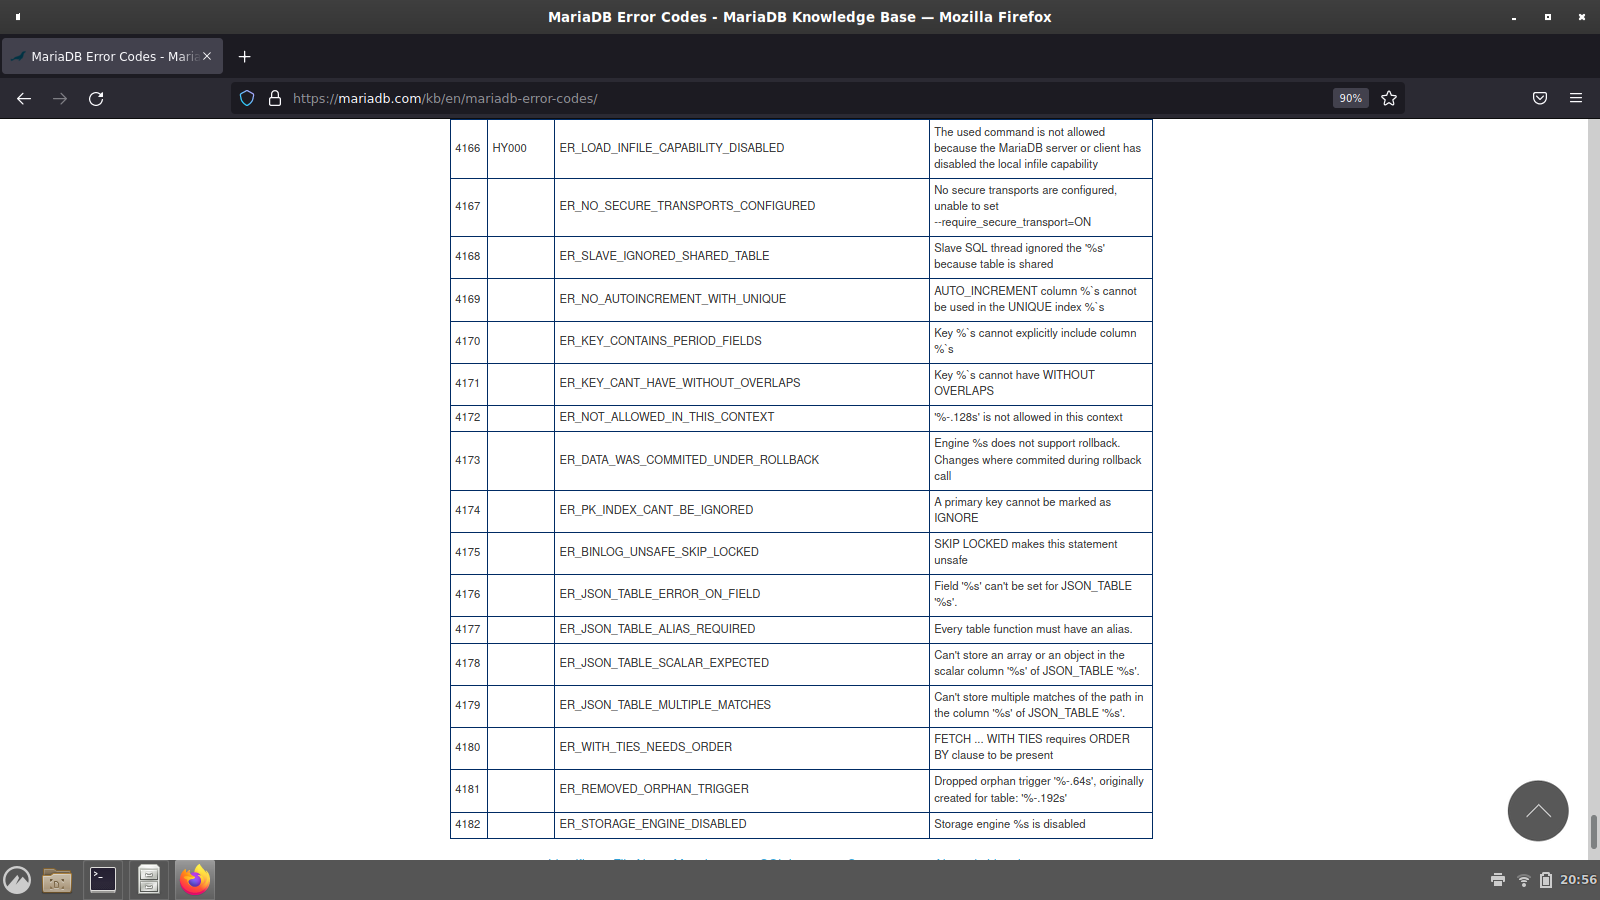 MariaDB Error Codes - MariaDB Knowledge Base — Mozilla Firefox
MariaDB Error Codes - Maria
https://mariadb.com/kb/en/mariadb-error-codes/
90%
4166 HY000 ER_LOAD_INFILE_CAPABILITY_DISABLED The used command is not allowed
because the MariaDB server or client has
disabled the local infile capability
4167 ER_NO_SECURE_TRANSPORTS_CONFIGURED No secure transports are configured,
unable to set
--require_secure_transport=ON
4168 ER_SLAVE_IGNORED_SHARED_TABLE Slave SQL thread ignored the '%s'
because table is shared
4169 ER_NO_AUTOINCREMENT_WITH_UNIQUE AUTO_INCREMENT column %`s cannot
be used in the UNIQUE index %`s
4170 ER_KEY_CONTAINS_PERIOD_FIELDS Key %`s cannot explicitly include column
%`s
4171 ER_KEY_CANT_HAVE_WITHOUT_OVERLAPS Key %`s cannot have WITHOUT
OVERLAPS
4172 ER_NOT_ALLOWED_IN_THIS_CONTEXT '%-.128s' is not allowed in this context
4173 ER_DATA_WAS_COMMITED_UNDER_ROLLBACK Engine %s does not support rollback.
Changes where commited during rollback
call
4174 ER_PK_INDEX_CANT_BE_IGNORED A primary key cannot be marked as
IGNORE
4175 ER_BINLOG_UNSAFE_SKIP_LOCKED SKIP LOCKED makes this statement
unsafe
4176 ER_JSON_TABLE_ERROR_ON_FIELD Field '%s' can't be set for JSON_TABLE
'%s'.
4177 ER_JSON_TABLE_ALIAS_REQUIRED Every table function must have an alias.
4178 ER_JSON_TABLE_SCALAR_EXPECTED Can't store an array or an object in the
scalar column '%s' of JSON_TABLE '%s'.
4179 ER_JSON_TABLE_MULTIPLE_MATCHES Can't store multiple matches of the path in
the column '%s' of JSON_TABLE '%s'.
4180 ER_WITH_TIES_NEEDS_ORDER FETCH ... WITH TIES requires ORDER
BY clause to be present
4181 ER_REMOVED_ORPHAN_TRIGGER Dropped orphan trigger '%-.64s', originally
created for table: '%-.192s'
4182 ER_STORAGE_ENGINE_DISABLED Storage engine %s is disabled
20:56